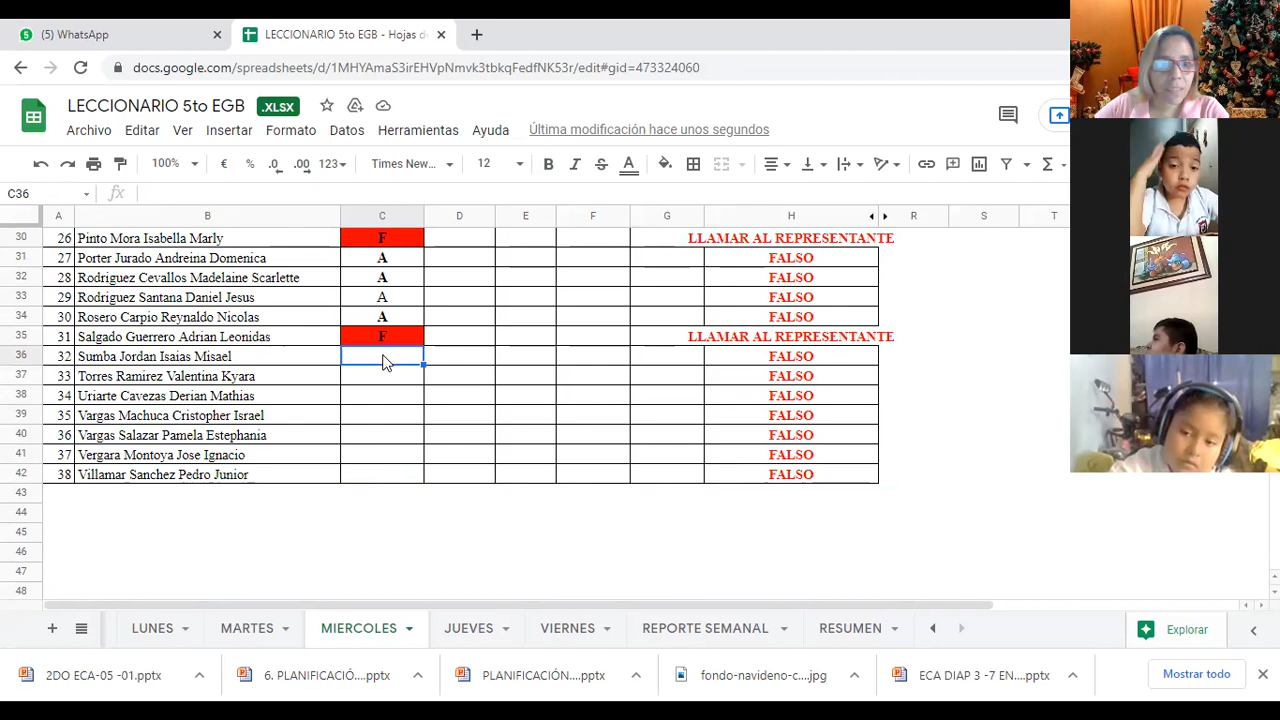 (5) WhatsApp
LECCIONARIO 5to EGB - Hojas de
docs.google.com/spreadsheets/d/1MHYAmaS3irEHVpNmvk3tbkqFedfNK53r/edit#gid=473324060
LECCIONARIO 5to EGB .XLSX
Archivo Editar Ver Insertar Formato Datos Herramientas Ayuda Última modificación hace unos segundos
100% € % .0 .00 123 Times New... 12 B I S A Σ
C36 fx
A B C D E F G H R S T
30 26 Pinto Mora Isabella Marly F LLAMAR AL REPRESENTANTE
31 27 Porter Jurado Andreina Domenica A FALSO
32 28 Rodriguez Cevallos Madelaine Scarlette A FALSO
33 29 Rodriguez Santana Daniel Jesus A FALSO
34 30 Rosero Carpio Reynaldo Nicolas A FALSO
35 31 Salgado Guerrero Adrian Leonidas F LLAMAR AL REPRESENTANTE
36 32 Sumba Jordan Isaias Misael FALSO
37 33 Torres Ramirez Valentina Kyara FALSO
38 34 Uriarte Cavezas Derian Mathias FALSO
39 35 Vargas Machuca Cristopher Israel FALSO
40 36 Vargas Salazar Pamela Estephania FALSO
41 37 Vergara Montoya Jose Ignacio FALSO
42 38 Villamar Sanchez Pedro Junior FALSO
43
44
45
46
47
48
LUNES MARTES MIERCOLES JUEVES VIERNES REPORTE SEMANAL RESUMEN Explorar
2DO ECA-05 -01.pptx 6. PLANIFICACIÓ....pptx PLANIFICACIÓN....pptx fondo-navideno-c....jpg ECA DIAP 3 -7 EN....pptx Mostrar todo